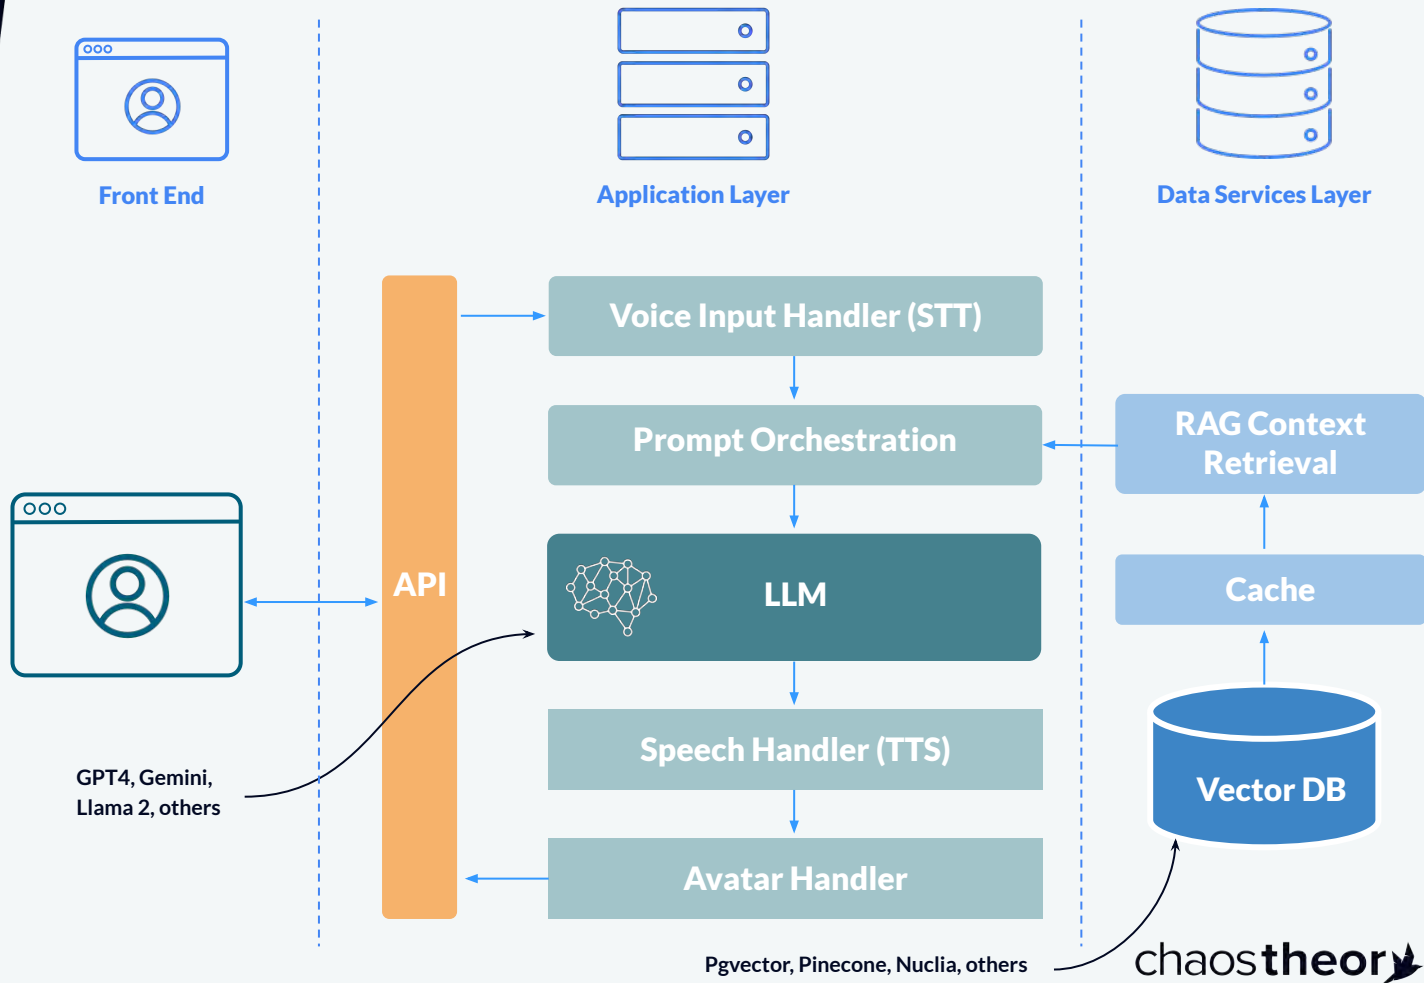 Front End
Application Layer
Data Services Layer
Voice Input Handler (STT)
Prompt Orchestration
RAG Context
Retrieval
API
LLM
Cache
GPT4, Gemini,
Llama 2, others
Speech Handler (TTS)
Vector DB
Avatar Handler
Pgvector, Pinecone, Nuclia, others
chaostheory